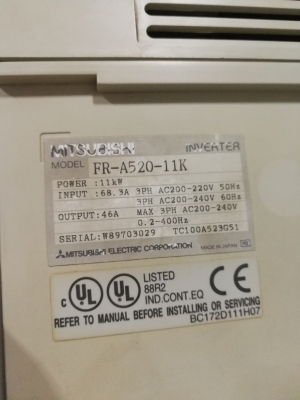 MITSUBISHI INVERTER
MODEL FR-A520-11K
POWER :11kW
INPUT :68.3A 3PH AC200-220V 50Hz
3PH AC200-240V 60Hz
OUTPUT:46A MAX 3PH AC200-240V
0.2-400Hz
SERIAL:W89703029 TC100A523G51
MITSUBISHI ELECTRIC CORPORATION MADE IN JAPAN
C UL UL LISTED
88R2
IND.CONT.EQ
REFER TO MANUAL BEFORE INSTALLING OR SERVICING
BC172D111H07